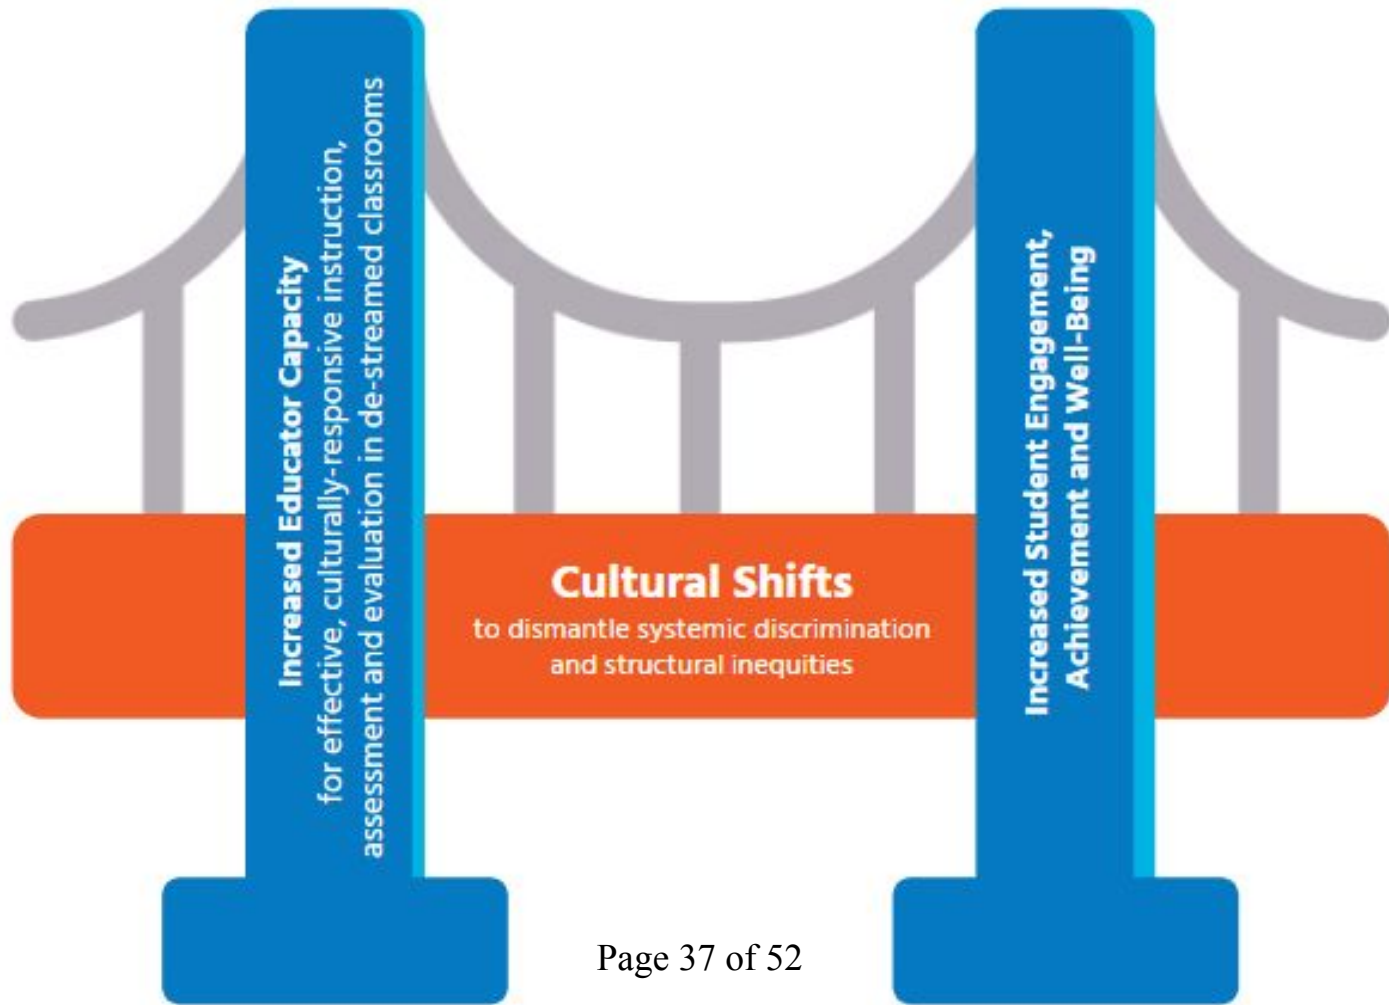 Increased Educator Capacity
for effective, culturally-responsive instruction,
assessment and evaluation in de-streamed classrooms
Cultural Shifts
to dismantle systemic discrimination
and structural inequities
Increased Student Engagement,
Achievement and Well-Being
Page 37 of 52